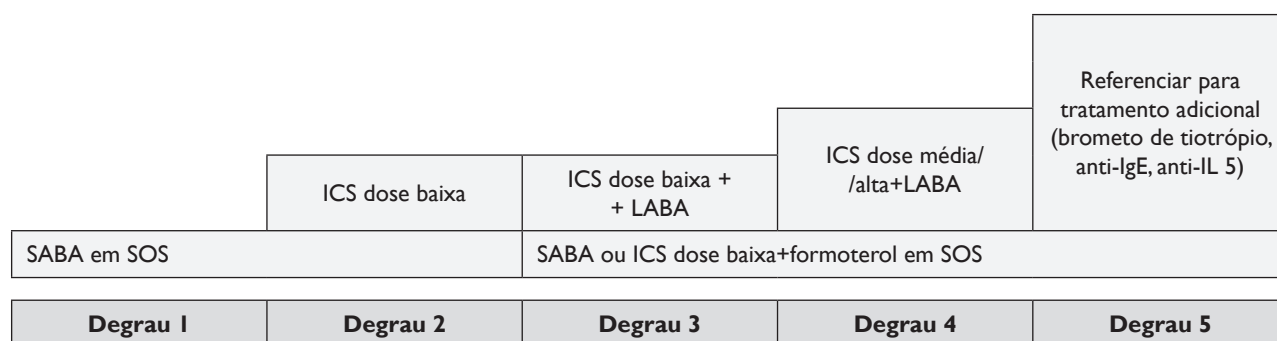 Referenciar para
tratamento adicional
(brometo de tiotrópio,
anti-IgE, anti-IL 5)
ICS dose média/
/alta+LABA
ICS dose baixa
ICS dose baixa +
+ LABA
SABA em SOS
SABA ou ICS dose baixa+formoterol em SOS
Degrau 1
Degrau 2
Degrau 3
Degrau 4
Degrau 5